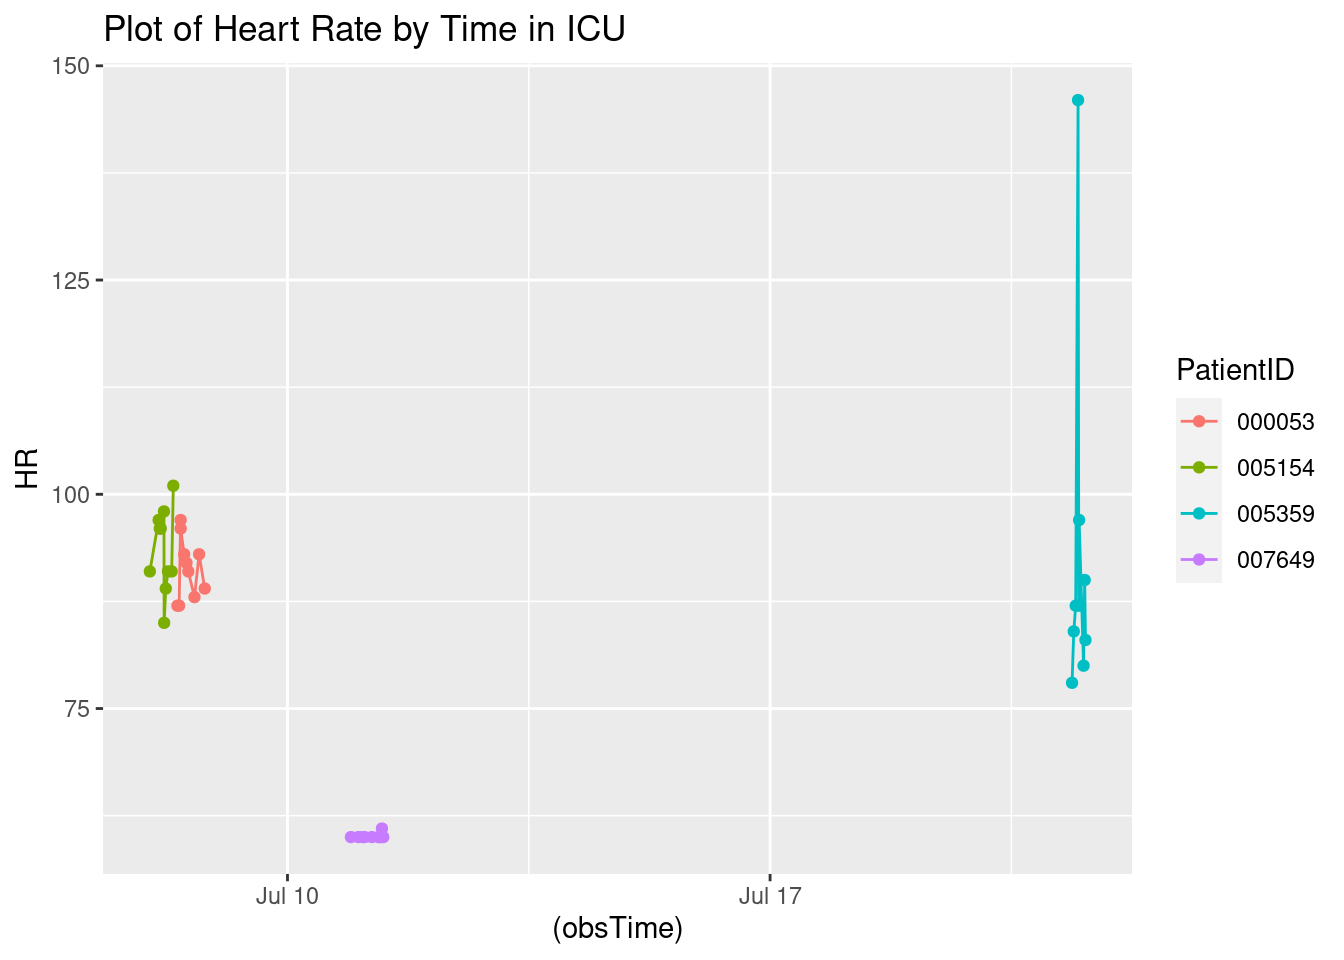 Plot of Heart Rate by Time in ICU
150
125
100
75
HR
Jul 10
Jul 17
(obsTime)
PatientID
000053
005154
005359
007649